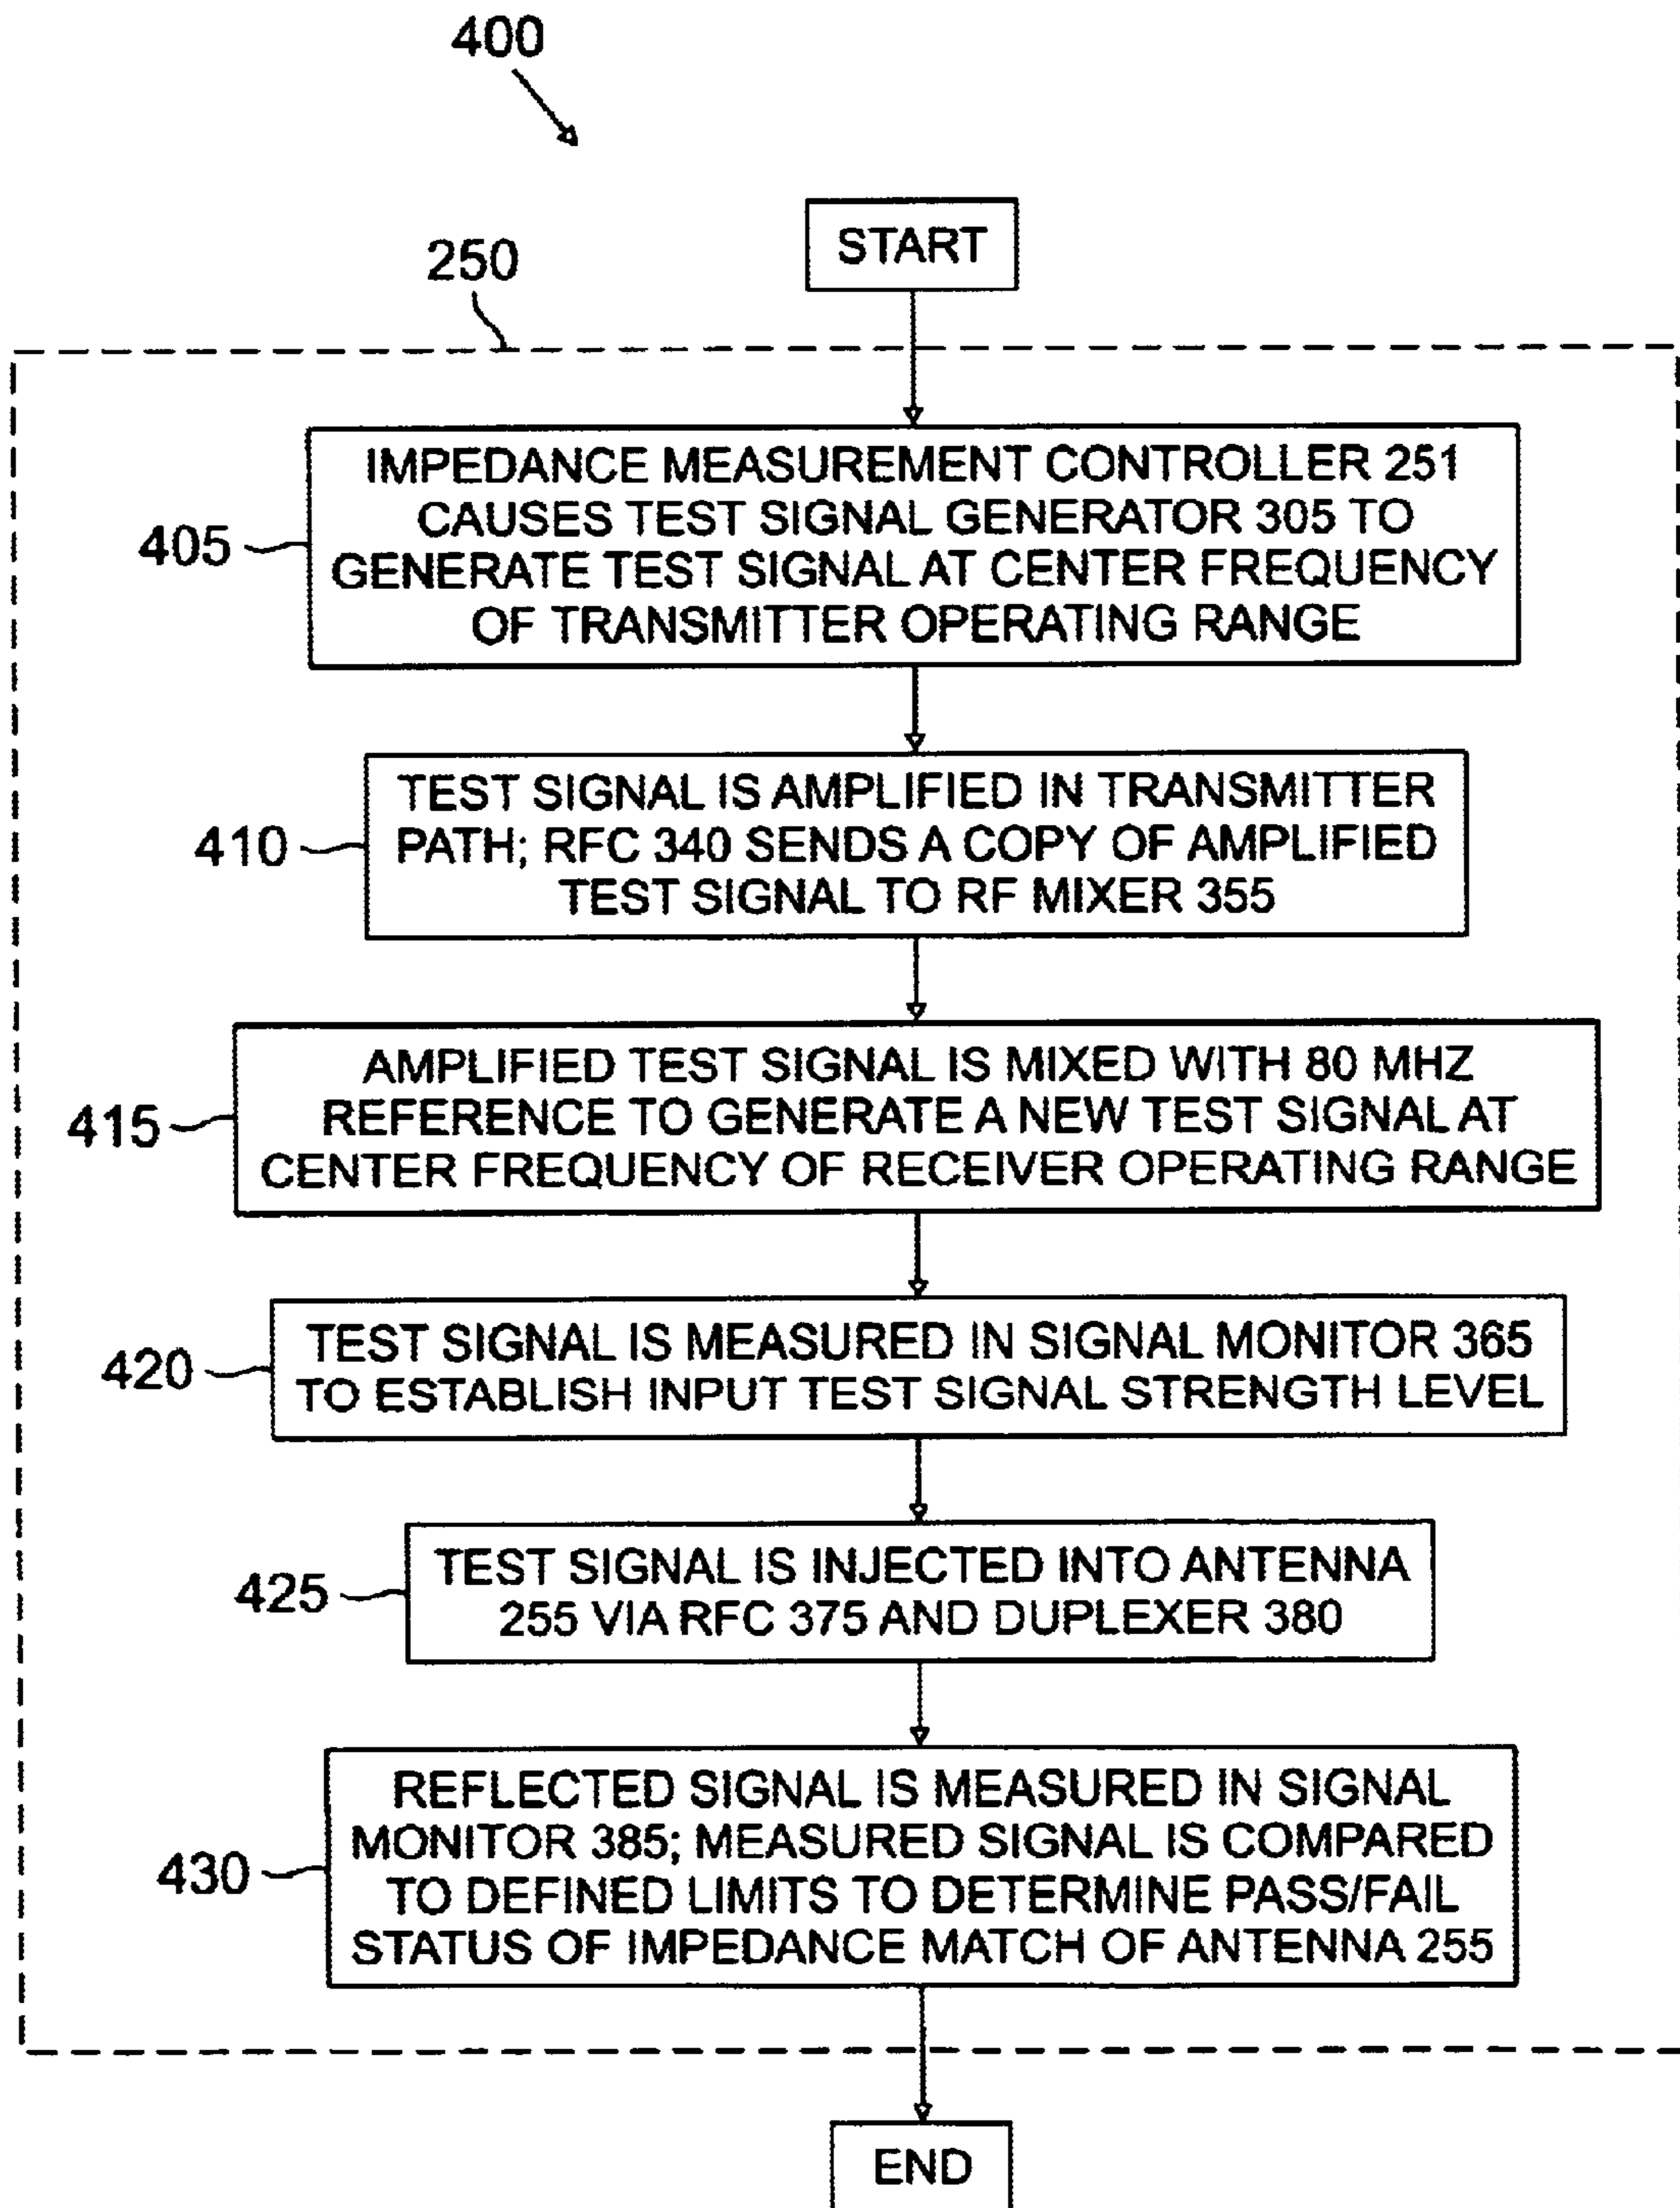 400
START
250
405
IMPEDANCE MEASUREMENT CONTROLLER 251
CAUSES TEST SIGNAL GENERATOR 305 TO
GENERATE TEST SIGNAL AT CENTER FREQUENCY
OF TRANSMITTER OPERATING RANGE
410
TEST SIGNAL IS AMPLIFIED IN TRANSMITTER
PATH; RFC 340 SENDS A COPY OF AMPLIFIED
TEST SIGNAL TO RF MIXER 355
415
AMPLIFIED TEST SIGNAL IS MIXED WITH 80 MHZ
REFERENCE TO GENERATE A NEW TEST SIGNAL AT
CENTER FREQUENCY OF RECEIVER OPERATING RANGE
420
TEST SIGNAL IS MEASURED IN SIGNAL MONITOR 365
TO ESTABLISH INPUT TEST SIGNAL STRENGTH LEVEL
425
TEST SIGNAL IS INJECTED INTO ANTENNA
255 VIA RFC 375 AND DUPLEXER 380
430
REFLECTED SIGNAL IS MEASURED IN SIGNAL
MONITOR 385; MEASURED SIGNAL IS COMPARED
TO DEFINED LIMITS TO DETERMINE PASS/FAIL
STATUS OF IMPEDANCE MATCH OF ANTENNA 255
END